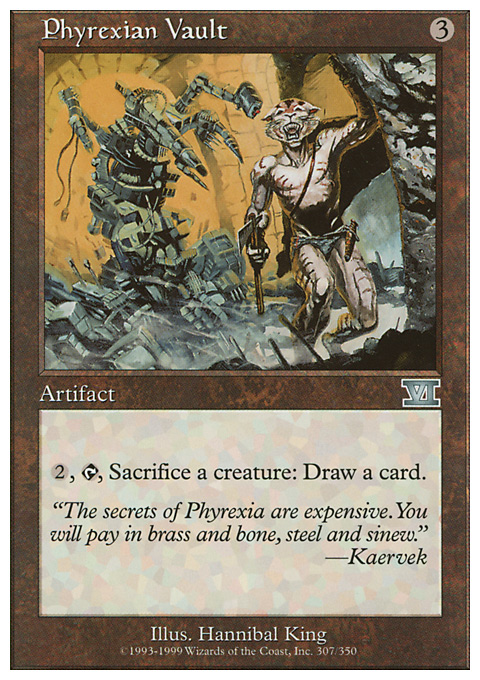 Phyrexian Vault 3
Artifact VI
2, , Sacrifice a creature: Draw a card.
“The secrets of Phyrexia are expensive. You
will pay in brass and bone, steel and sinew.”
—Kaervek
Illus. Hannibal King
©1993-1999 Wizards of the Coast, Inc. 307/350